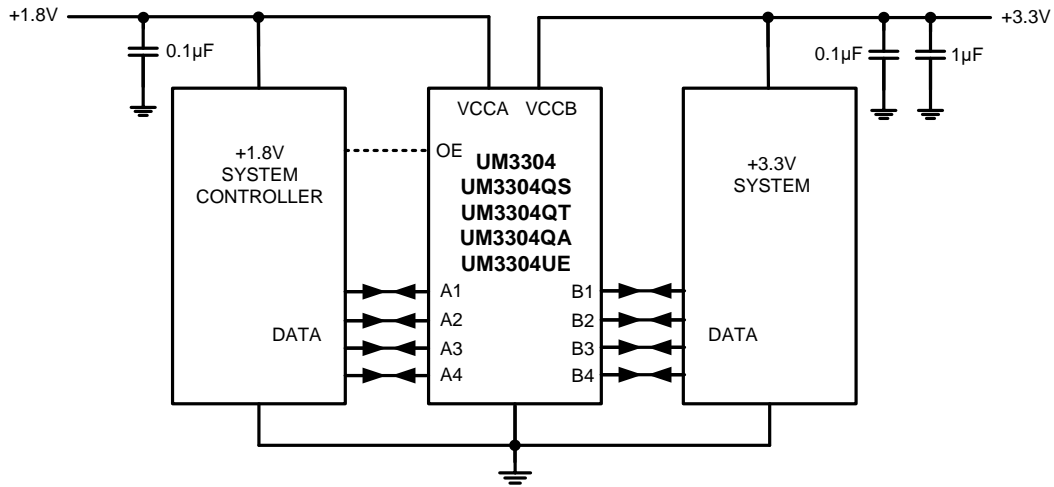 +1.8V
+3.3V
0.1µF
0.1µF
1µF
VCCA
VCCB
+1.8V
SYSTEM
CONTROLLER
OE
UM3304
UM3304QS
UM3304QT
UM3304QA
UM3304UE
+3.3V
SYSTEM
A1
B1
A2
B2
DATA
DATA
A3
B3
A4
B4